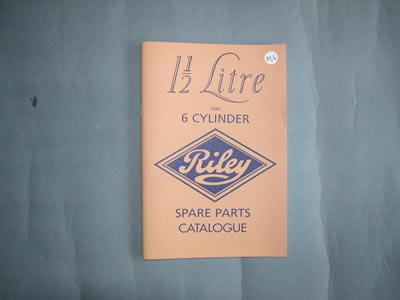 1½ Litre
AND
6 CYLINDER
Riley
SPARE PARTS
CATALOGUE